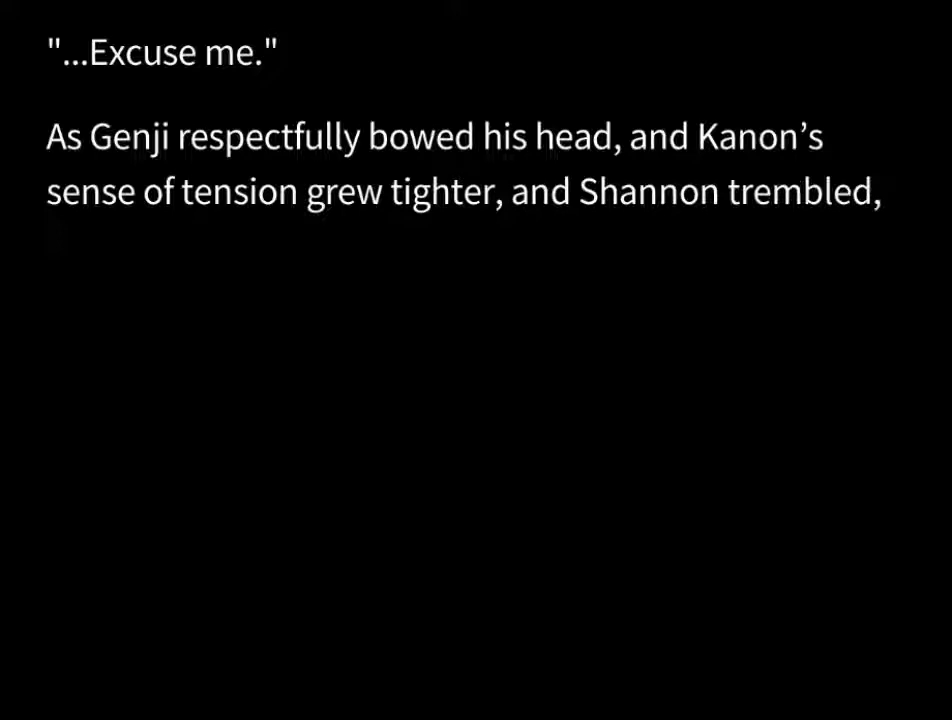 "...Excuse me."
As Genji respectfully bowed his head, and Kanon’s
sense of tension grew tighter, and Shannon trembled,